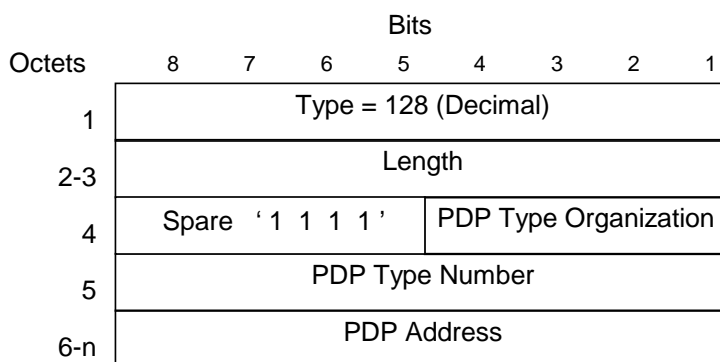 Bits
Octets 8 7 6 5 4 3 2 1
1 Type = 128 (Decimal)
2-3 Length
4 Spare ‘ 1 1 1 1 ’ PDP Type Organization
5 PDP Type Number
6-n PDP Address